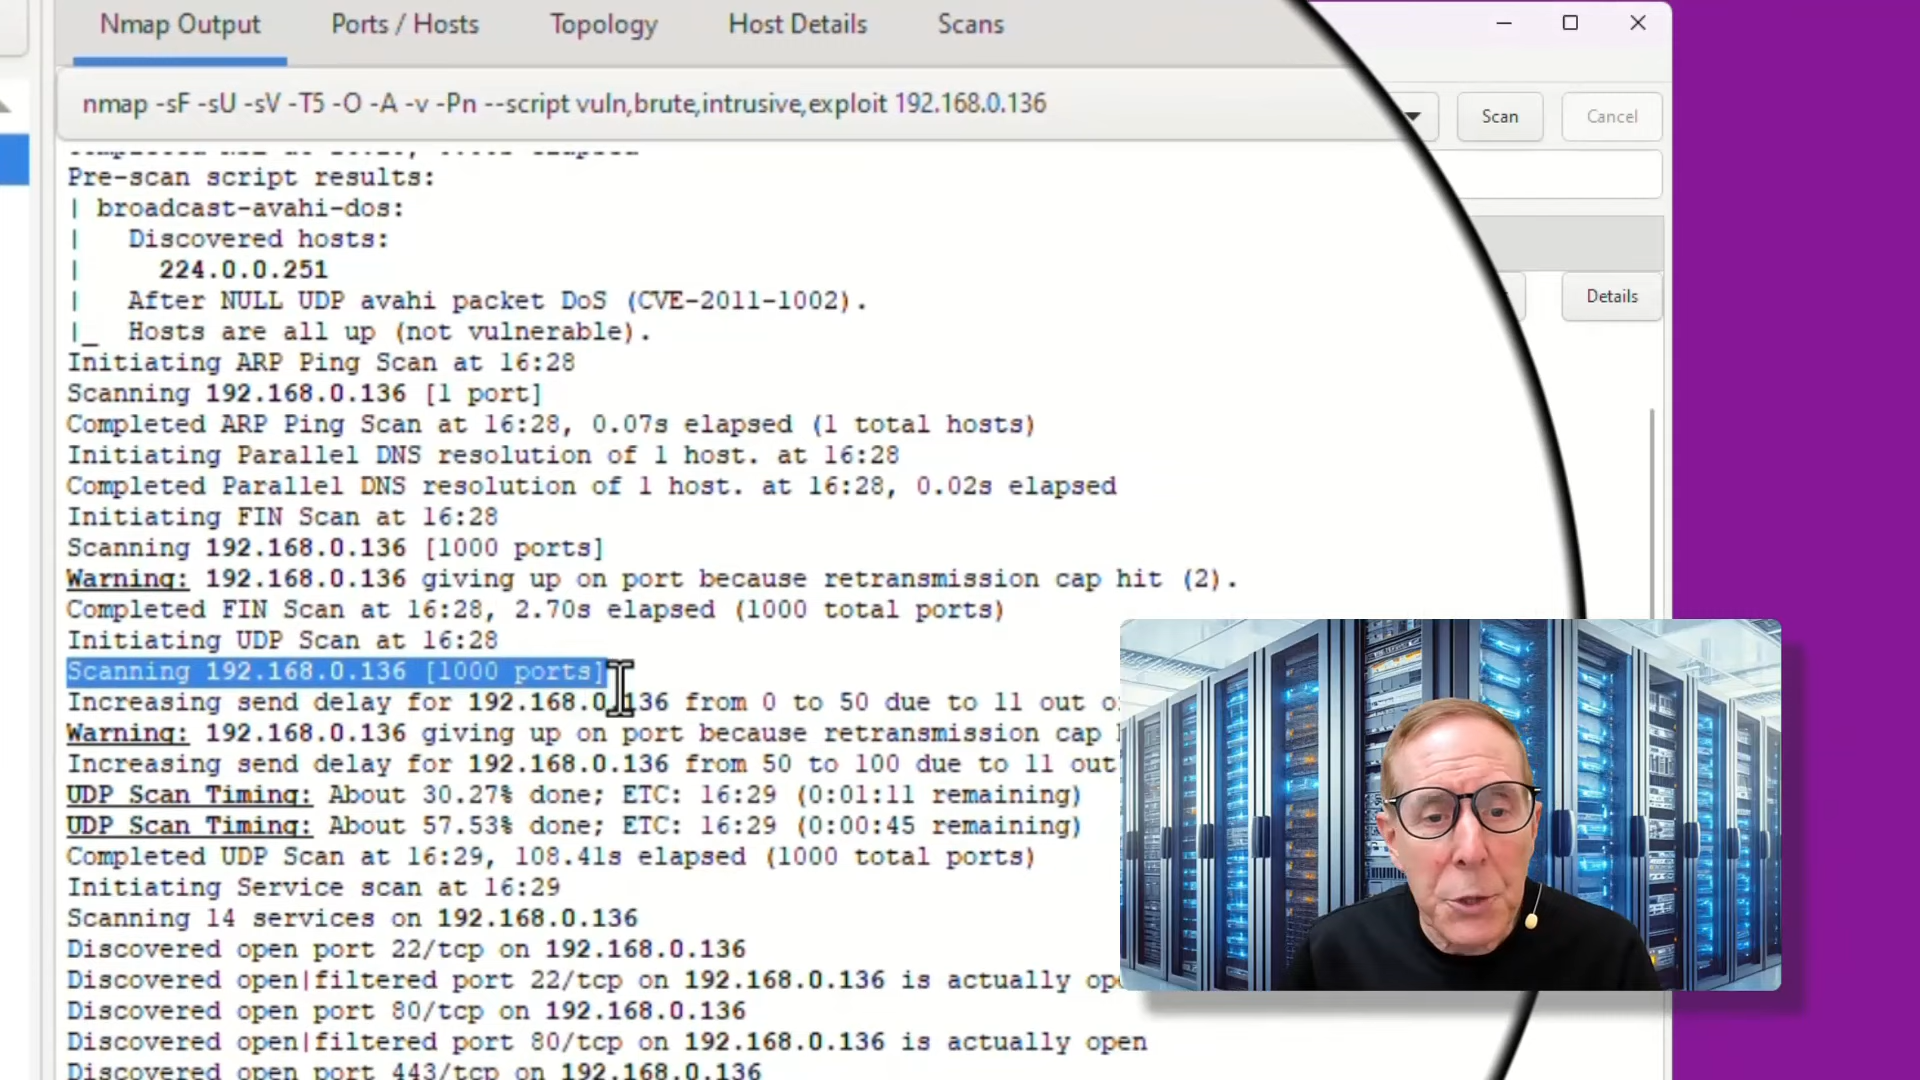 Nmap Output Ports / Hosts Topology Host Details Scans
nmap -sF -sU -sV -T5 -O -A -v -Pn --script vuln,brute,intrusive,exploit 192.168.0.136
Scan Cancel
Pre-scan script results:
| broadcast-avahi-dos:
|   Discovered hosts:
|     224.0.0.251
|   After NULL UDP avahi packet DoS (CVE-2011-1002).
|_  Hosts are all up (not vulnerable).
Details
Initiating ARP Ping Scan at 16:28
Scanning 192.168.0.136 [1 port]
Completed ARP Ping Scan at 16:28, 0.07s elapsed (1 total hosts)
Initiating Parallel DNS resolution of 1 host. at 16:28
Completed Parallel DNS resolution of 1 host. at 16:28, 0.02s elapsed
Initiating FIN Scan at 16:28
Scanning 192.168.0.136 [1000 ports]
Warning: 192.168.0.136 giving up on port because retransmission cap hit (2).
Completed FIN Scan at 16:28, 2.70s elapsed (1000 total ports)
Initiating UDP Scan at 16:28
Scanning 192.168.0.136 [1000 ports]
Increasing send delay for 192.168.0.136 from 0 to 50 due to 11 out
Warning: 192.168.0.136 giving up on port because retransmission cap
Increasing send delay for 192.168.0.136 from 50 to 100 due to 11 out
UDP Scan Timing: About 30.27% done; ETC: 16:29 (0:01:11 remaining)
UDP Scan Timing: About 57.53% done; ETC: 16:29 (0:00:45 remaining)
Completed UDP Scan at 16:29, 108.41s elapsed (1000 total ports)
Initiating Service scan at 16:29
Scanning 14 services on 192.168.0.136
Discovered open port 22/tcp on 192.168.0.136
Discovered open|filtered port 22/tcp on 192.168.0.136 is actually
Discovered open port 80/tcp on 192.168.0.136
Discovered open|filtered port 80/tcp on 192.168.0.136 is actually open
Discovered open port 443/tcp on 192.168.0.136